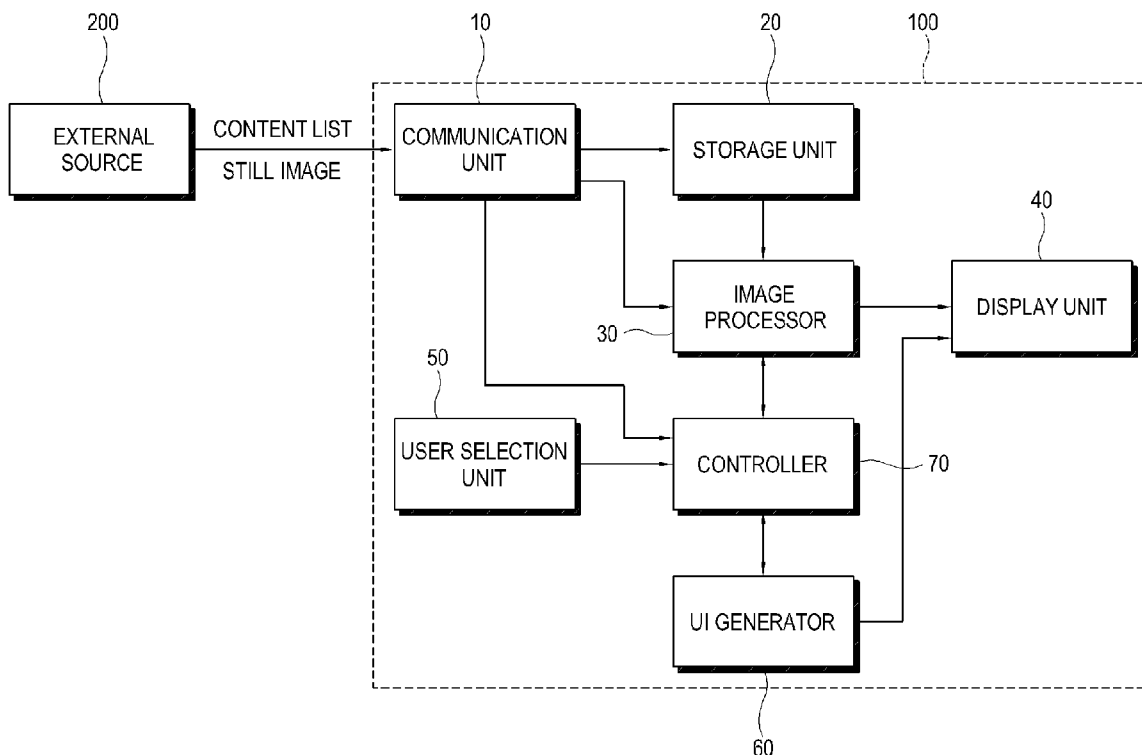 200
10
20
100
EXTERNAL
SOURCE
CONTENT LIST
STILL IMAGE
COMMUNICATION
UNIT
STORAGE UNIT
40
IMAGE
PROCESSOR
30
DISPLAY UNIT
50
USER SELECTION
UNIT
CONTROLLER
70
UI GENERATOR
60